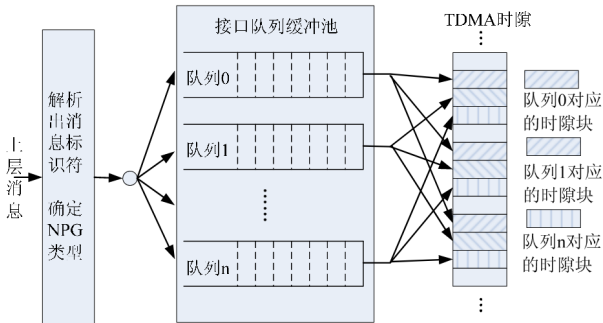 上层消息
解析
出消
息标
识符
确定
NPG
类型
接口队列缓冲池
队列0
队列1
队列n
TDMA时隙
队列0对应
的时隙块
队列1对应
的时隙块
队列n对应
的时隙块